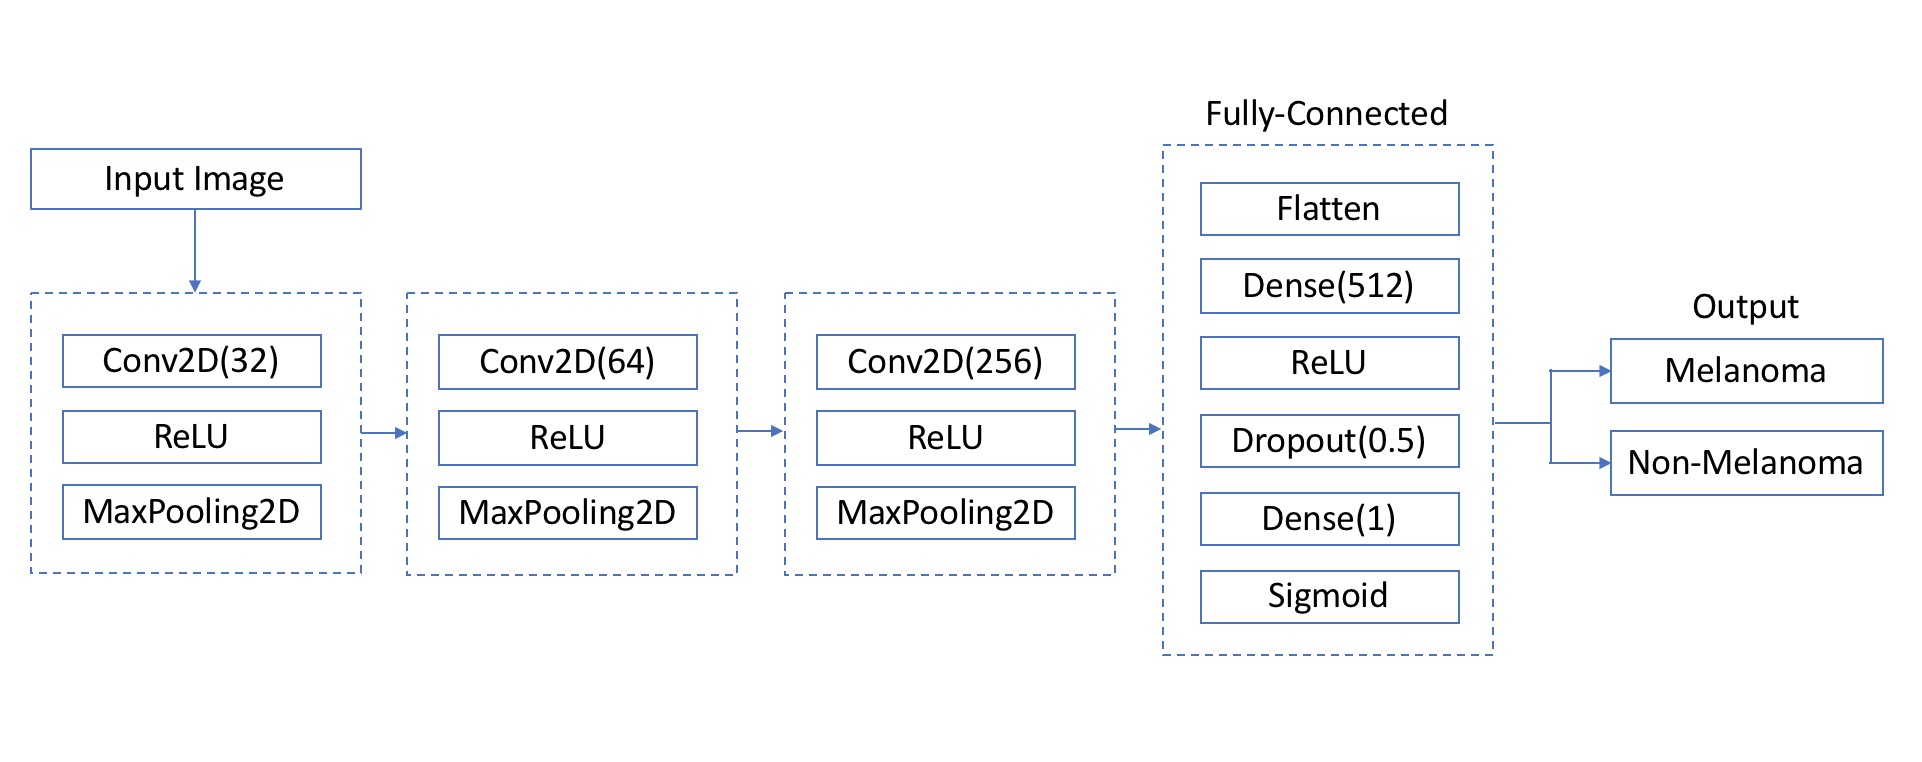 Input Image
Conv2D(32)
ReLU
MaxPooling2D
Conv2D(64)
ReLU
MaxPooling2D
Conv2D(256)
ReLU
MaxPooling2D
Fully-Connected
Flatten
Dense(512)
ReLU
Dropout(0.5)
Dense(1)
Sigmoid
Output
Melanoma
Non-Melanoma